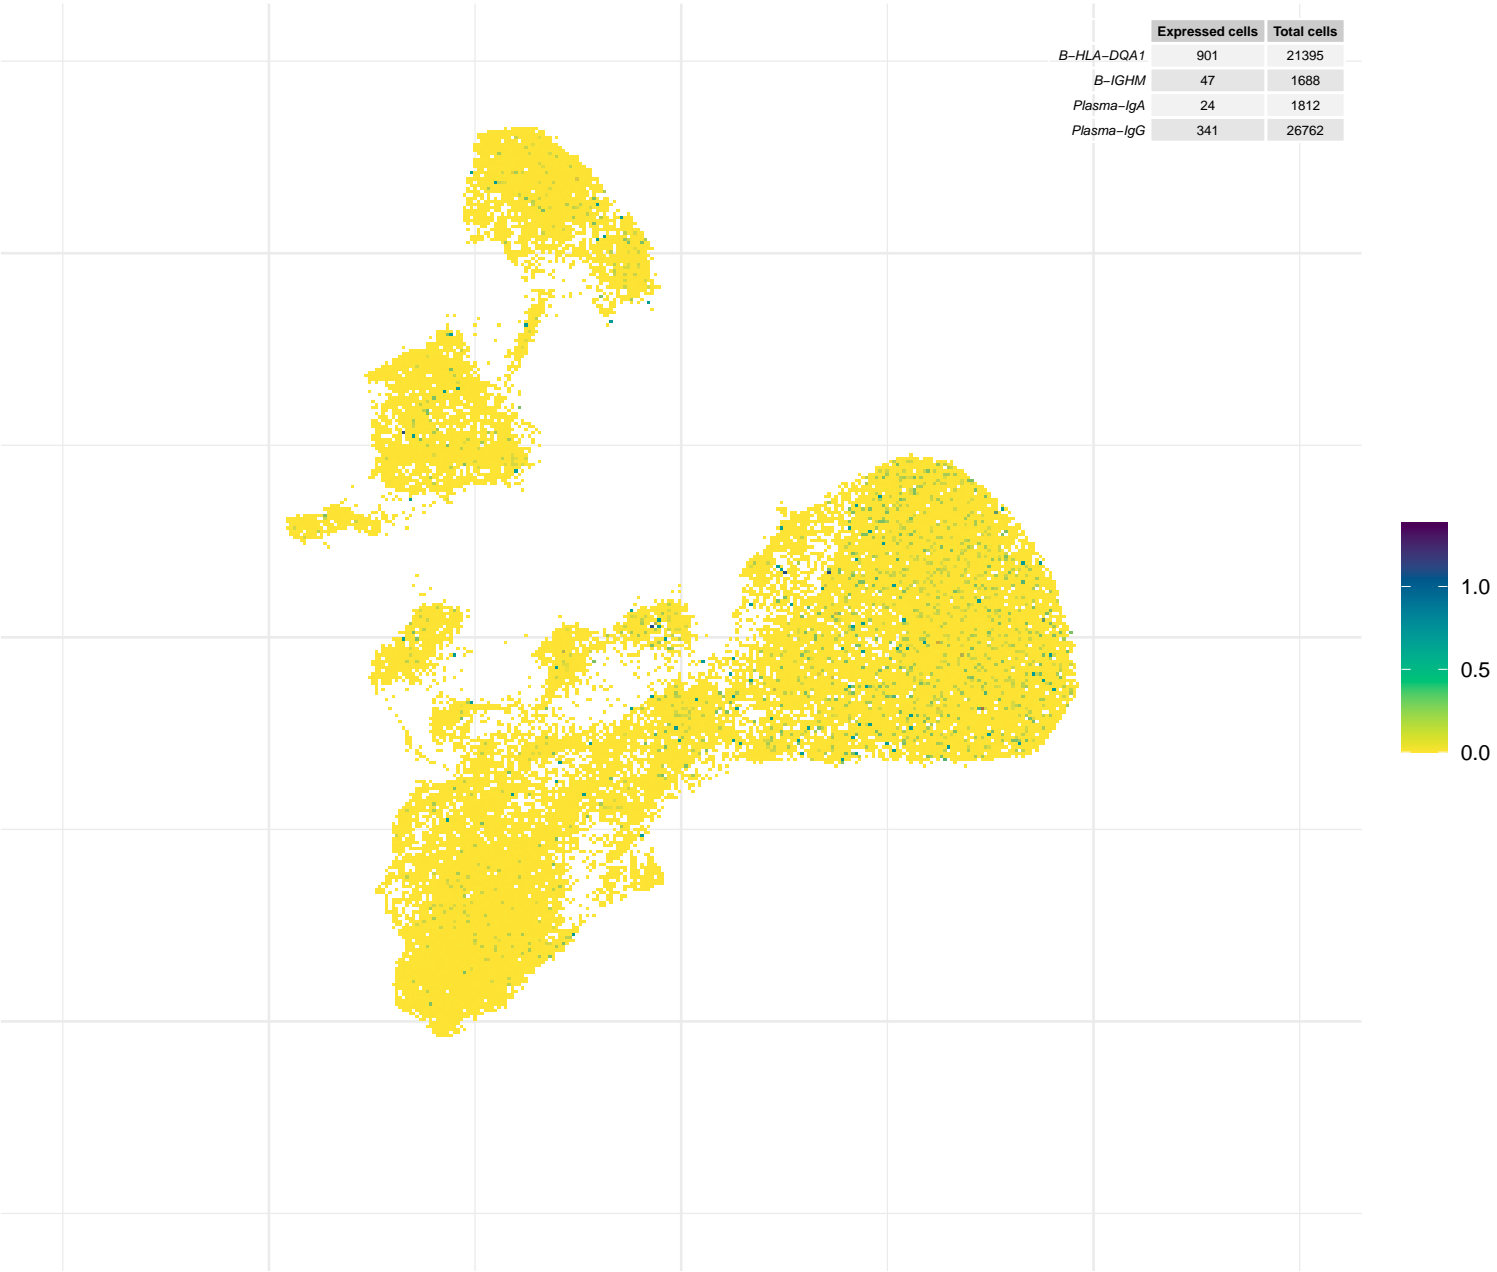 Expressed cells Total cells
B−HLA−DQA1 901 21395
B−IGHM 47 1688
Plasma−IgA 24 1812
Plasma−IgG 341 26762
1.0
0.5
0.0